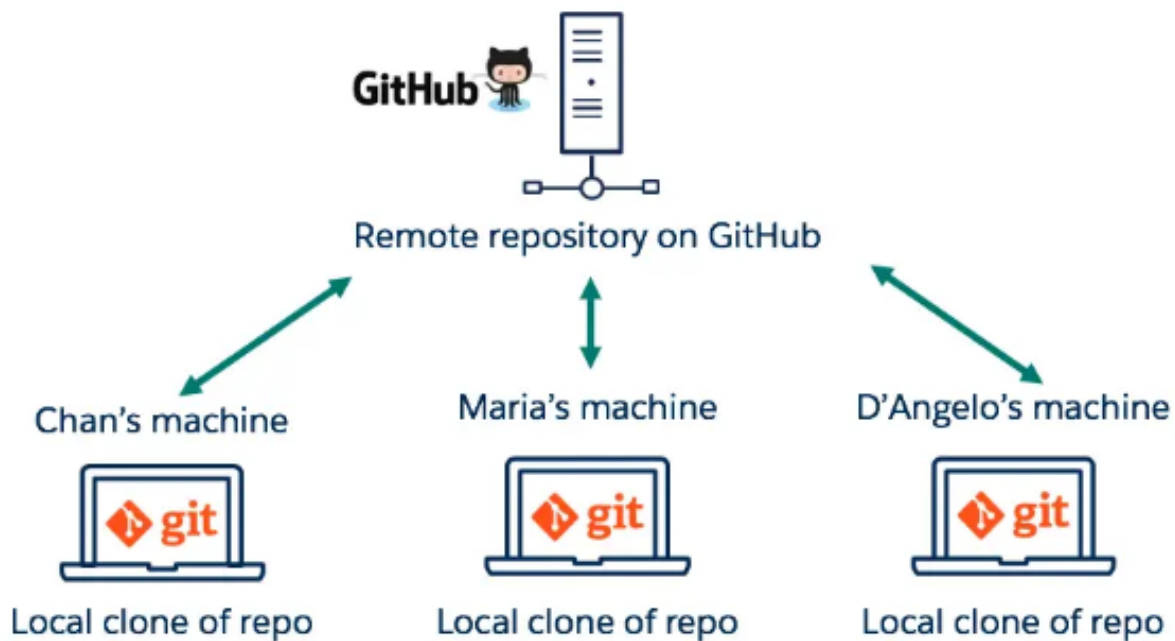 GitHub
Remote repository on GitHub
Chan's machine
Maria's machine
D'Angelo's machine
git
git
git
Local clone of repo
Local clone of repo
Local clone of repo